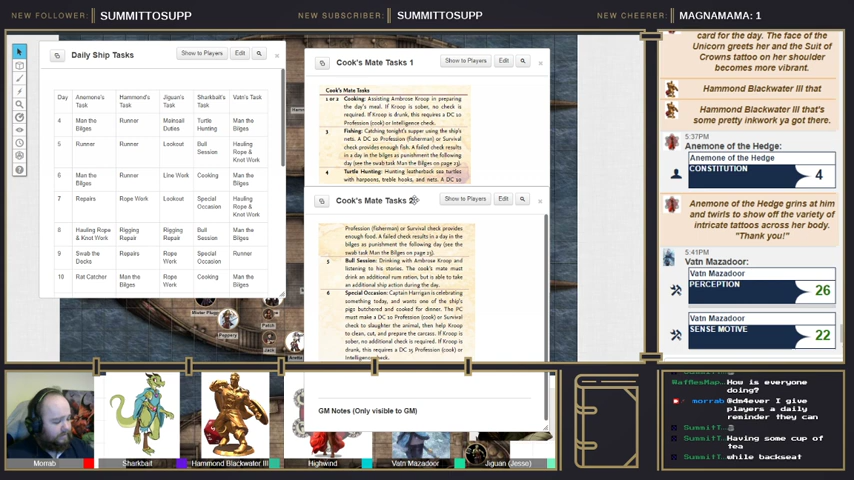 NEW FOLLOWER: SUMMITTOSUPP
NEW SUBSCRIBER: SUMMITTOSUPP
NEW CHEERER: MAGNAMAMA: 1
Daily Ship Tasks
Show to Players Edit
Day Anemone's Task Hammond's Task Jiguan's Task Sharkbait's Task Vatn's Task
4 Man the Bilges Runner Mainsail Duties Turtle Hunting Man the Bilges
5 Runner Runner Lookout Bull Session Hauling Rope & Knot Work
6 Man the Bilges Runner Line Work Cooking Man the Bilges
7 Repairs Rope Work Lookout Special Occasion Hauling Rope & Knot Work
8 Hauling Rope & Knot Work Rigging Repair Rigging Repair Bull Session Man the Bilges
9 Swab the Decks Repairs Rope Work Special Occasion Runner
10 Rat Catcher Man the Bilges Rope Work Cooking Man the Bilges
Cook's Mate Tasks 1
Show to Players Edit
Cook's Mate Tasks
1 or 2 Cooking: Assisting Ambrose Kroop in preparing
the day's meal. If Kroop is sober, no check is
required. If Kroop is drunk, this requires a DC 10
Profession (cook) or Intelligence check.
3 Fishing: Catching tonight's supper using the ship's
nets. A DC 10 Profession (fisherman) or Survival
check provides enough fish. A failed check results
in a day in the bilges as punishment the following day
(see the swab task Man the Bilges on page 23).
4 Turtle Hunting: Hunting leatherback sea turtles
with harpoons, treble hooks, and nets. A DC 10
Cook's Mate Tasks 2
Show to Players Edit
Profession (fisherman) or Survival check provides
enough food. A failed check results in a day in the
bilges as punishment the following day (see the
swab task Man the Bilges on page 23).
5 Bull Session: Drinking with Ambrose Kroop and
listening to his stories. The cook's mate must
drink an additional rum ration, but is able to take
an additional ship action during the day.
6 Special Occasion: Captain Harrigan is celebrating
something today, and wants one of the ship's
pigs butchered and cooked for dinner. The PC
must make a DC 10 Profession (cook) or Survival
check to slaughter the animal, then help Kroop
to clean, cut, and prepare the carcass. If Kroop is
sober, no additional check is required. If Kroop is
drunk, this requires a DC 15 Profession (cook) or
Intelligence check.
GM Notes (Only visible to GM)
Peppery
Patch
Jack
card for the day. The face of the
Unicorn greets her and the Suit of
Crowns tattoo on her shoulder
becomes more vibrant.
Hammond Blackwater III that
Hammond Blackwater III that's
some pretty inkwork ya got there.
5:37PM
Anemone of the Hedge:
Anemone of the Hedge
CONSTITUTION 4
Anemone of the Hedge grins at him
and twirls to show off the variety of
intricate tattoos across her body.
"Thank you!"
5:41PM
Vatn Mazadoor:
Vatn Mazadoor
PERCEPTION 26
Vatn Mazadoor
SENSE MOTIVE 22
Morrab
Sharkbait
Hammond Blackwater III
Highwind
Vatn Mazadoor
Jiguan (Jesse)
WafflesMap… How is everyone
doing?
morrab @dm4ever I give
players a daily
reminder they can
SummitT…
SummitT… Having some cup of
tea
SummitT… while backseat